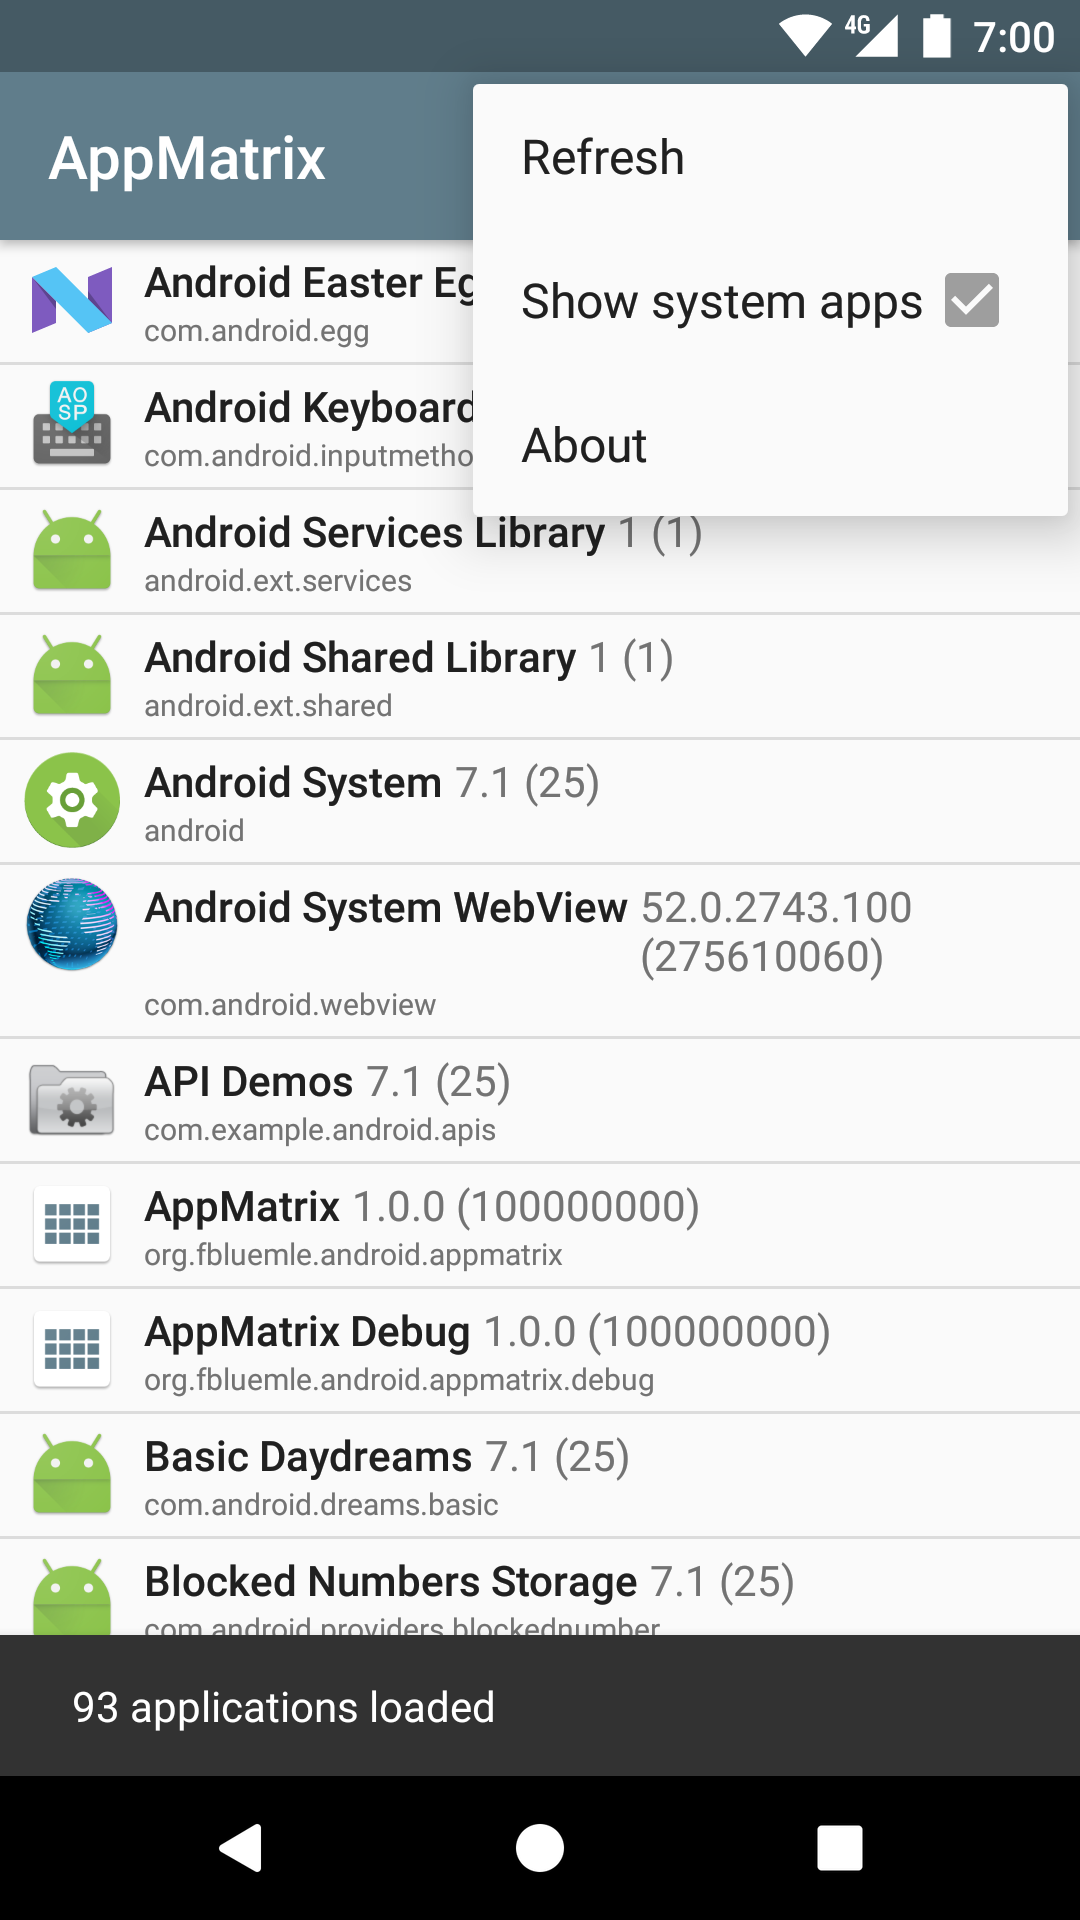 4G 7:00
AppMatrix
Refresh
Show system apps
About
Android Easter Eg
com.android.egg
AO
SP
Android Keyboard
com.android.inputmetho
Android Services Library 1 (1)
android.ext.services
Android Shared Library 1 (1)
android.ext.shared
Android System 7.1 (25)
android
Android System WebView 52.0.2743.100
(275610060)
com.android.webview
API Demos 7.1 (25)
com.example.android.apis
AppMatrix 1.0.0 (100000000)
org.fbluemle.android.appmatrix
AppMatrix Debug 1.0.0 (100000000)
org.fbluemle.android.appmatrix.debug
Basic Daydreams 7.1 (25)
com.android.dreams.basic
Blocked Numbers Storage 7.1 (25)
com.android.providers.blockednumber
93 applications loaded